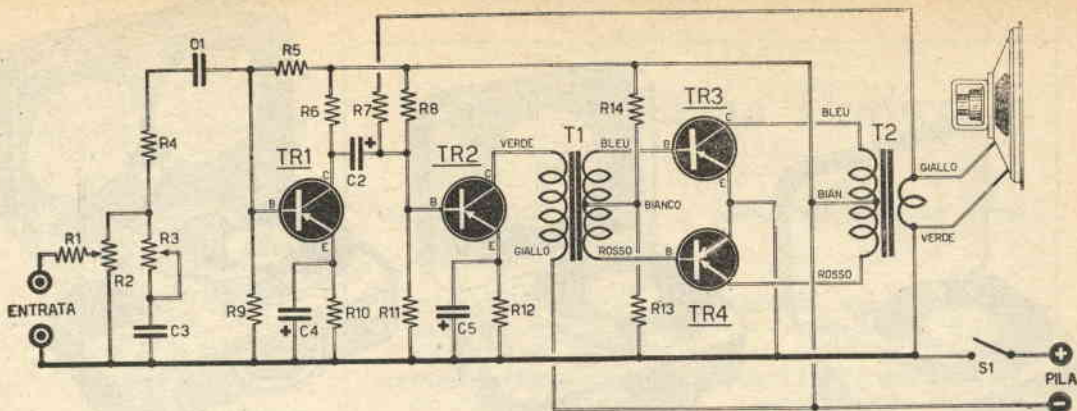 C1
R5
R4
R6
R7
R8
R14
TR3
C
BLEU
TR1
TR2
VERDE
T1
BLEU
B
E
T2
GIALLO
C
C2
C
B
B
BIANCO
BIAN.
E
E
GIALLO
ROSSO
B
E
VERDE
R1
R2
R3
C
ROSSO
TR4
ENTRATA
R9
C4
R10
R11
C5
R12
R13
C3
S1
+
PILA
-